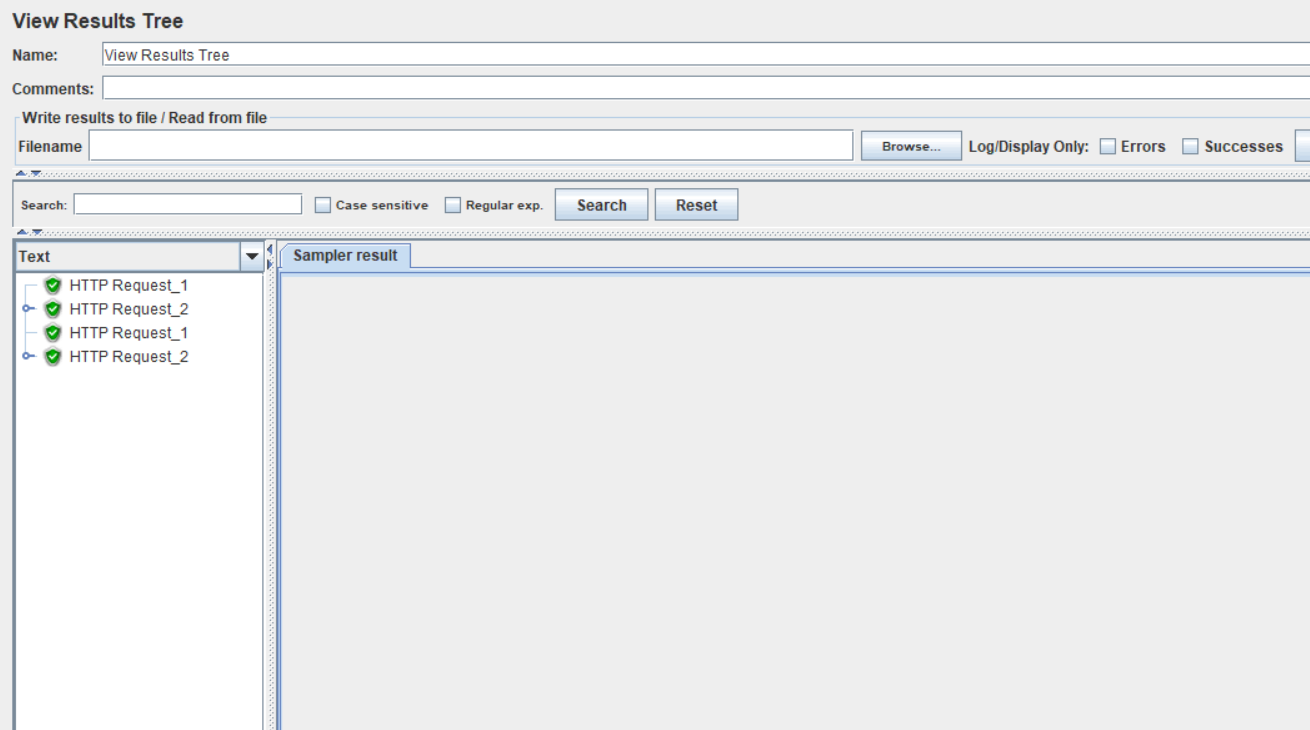 View Results Tree
Name: View Results Tree
Comments:
Write results to file / Read from file
Filename Browse... Log/Display Only: Errors Successes
Search: Case sensitive Regular exp. Search Reset
Text Sampler result
HTTP Request_1
HTTP Request_2
HTTP Request_1
HTTP Request_2